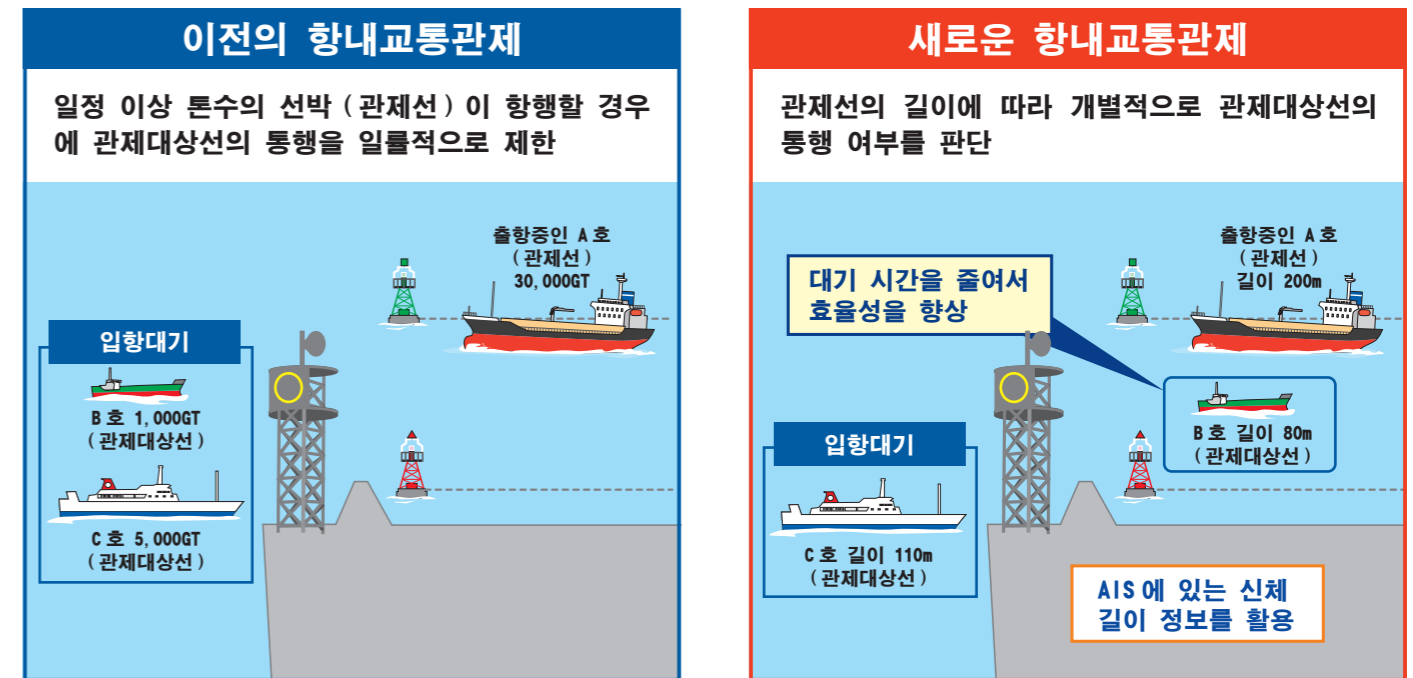 이전의 항내교통관제
일정 이상 톤수의 선박 (관제선) 이 항행할 경우
에 관제대상선의 통행을 일률적으로 제한
출항중인 A호
(관제선)
30,000GT
입항대기
B호 1,000GT
(관제대상선)
C호 5,000GT
(관제대상선)
새로운 항내교통관제
관제선의 길이에 따라 개별적으로 관제대상선의
통행 여부를 판단
출항중인 A호
(관제선)
길이 200m
대기 시간을 줄여서
효율성을 향상
B호 길이 80m
(관제대상선)
입항대기
C호 길이 110m
(관제대상선)
AIS에 있는 신체
길이 정보를 활용